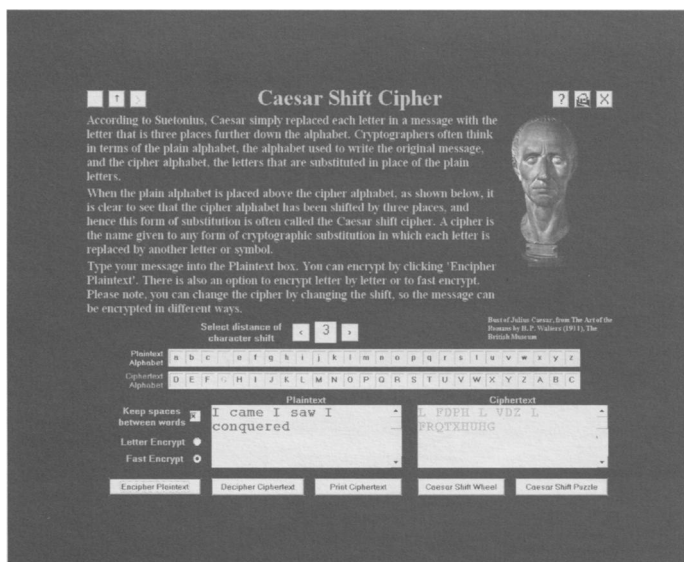 Caesar Shift Cipher
?
X
According to Suetonius, Caesar simply replaced each letter in a message with the
letter that is three places further down the alphabet. Cryptographers often think
in terms of the plain alphabet, the alphabet used to write the original message,
and the cipher alphabet, the letters that are substituted in place of the plain
letters.
When the plain alphabet is placed above the cipher alphabet, as shown below, it
is clear to see that the cipher alphabet has been shifted by three places, and
hence this form of substitution is often called the Caesar shift cipher. A cipher is
the name given to any form of cryptographic substitution in which each letter is
replaced by another letter or symbol.
Type your message into the Plaintext box. You can encrypt by clicking 'Encipher
Plaintext'. There is also an option to encrypt letter by letter or to fast encrypt.
Please note, you can change the cipher by changing the shift, so the message can
be encrypted in different ways.
Bust of Julius Caesar, from The Art of the
Romans by H. P. Walters (1911), The
British Museum
Select distance of
character shift
< 3 >
Plaintext
Alphabet
a b c e f g h i j k l m n o p q r s t u v w x y z
Ciphertext
Alphabet
D E F G H I J K L M N O P Q R S T U V W X Y Z A B C
Plaintext
Ciphertext
Keep spaces
between words
I came I saw I
conquered
L FDPH L VDZ L
FRQTXHUHG
Letter Encrypt
Fast Encrypt
Encipher Plaintext
Decipher Ciphertext
Print Ciphertext
Caesar Shift Wheel
Caesar Shift Puzzle